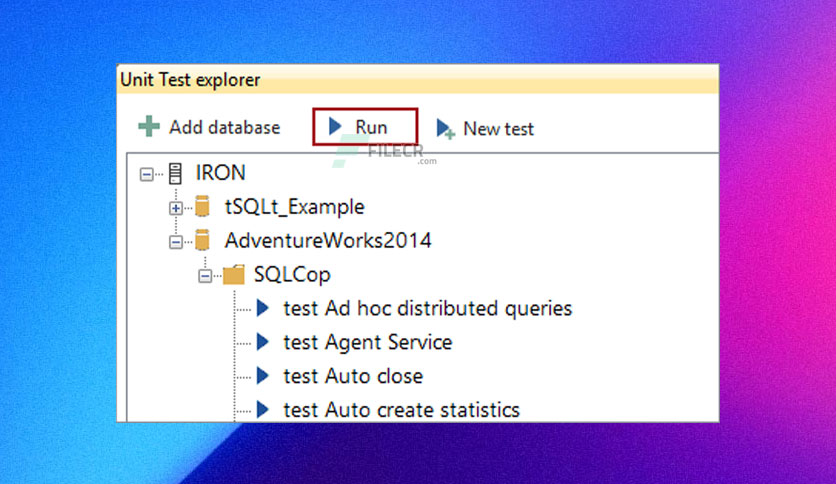 Unit Test explorer
Add database
Run
New test
FILECR
.com
IRON
tSQLt_Example
AdventureWorks2014
SQLCop
test Ad hoc distributed queries
test Agent Service
test Auto close
test Auto create statistics